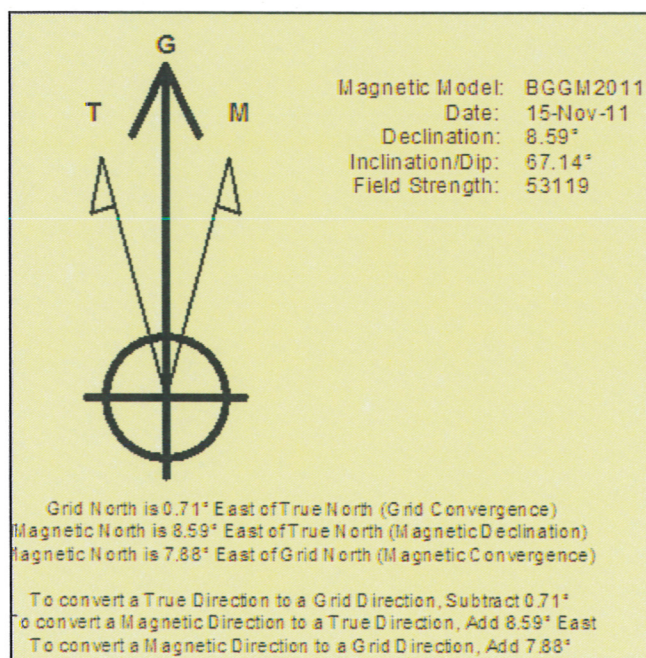 G
T M
Magnetic Model: BGGM2011
Date: 15-Nov-11
Declination: 8.59°
Inclination/Dip: 67.14°
Field Strength: 53119
Grid North is 0.71° East of True North (Grid Convergence)
Magnetic North is 8.59° East of True North (Magnetic Declination)
Magnetic North is 7.88° East of Grid North (Magnetic Convergence)
To convert a True Direction to a Grid Direction, Subtract 0.71°
To convert a Magnetic Direction to a True Direction, Add 8.59° East
To convert a Magnetic Direction to a Grid Direction, Add 7.88°